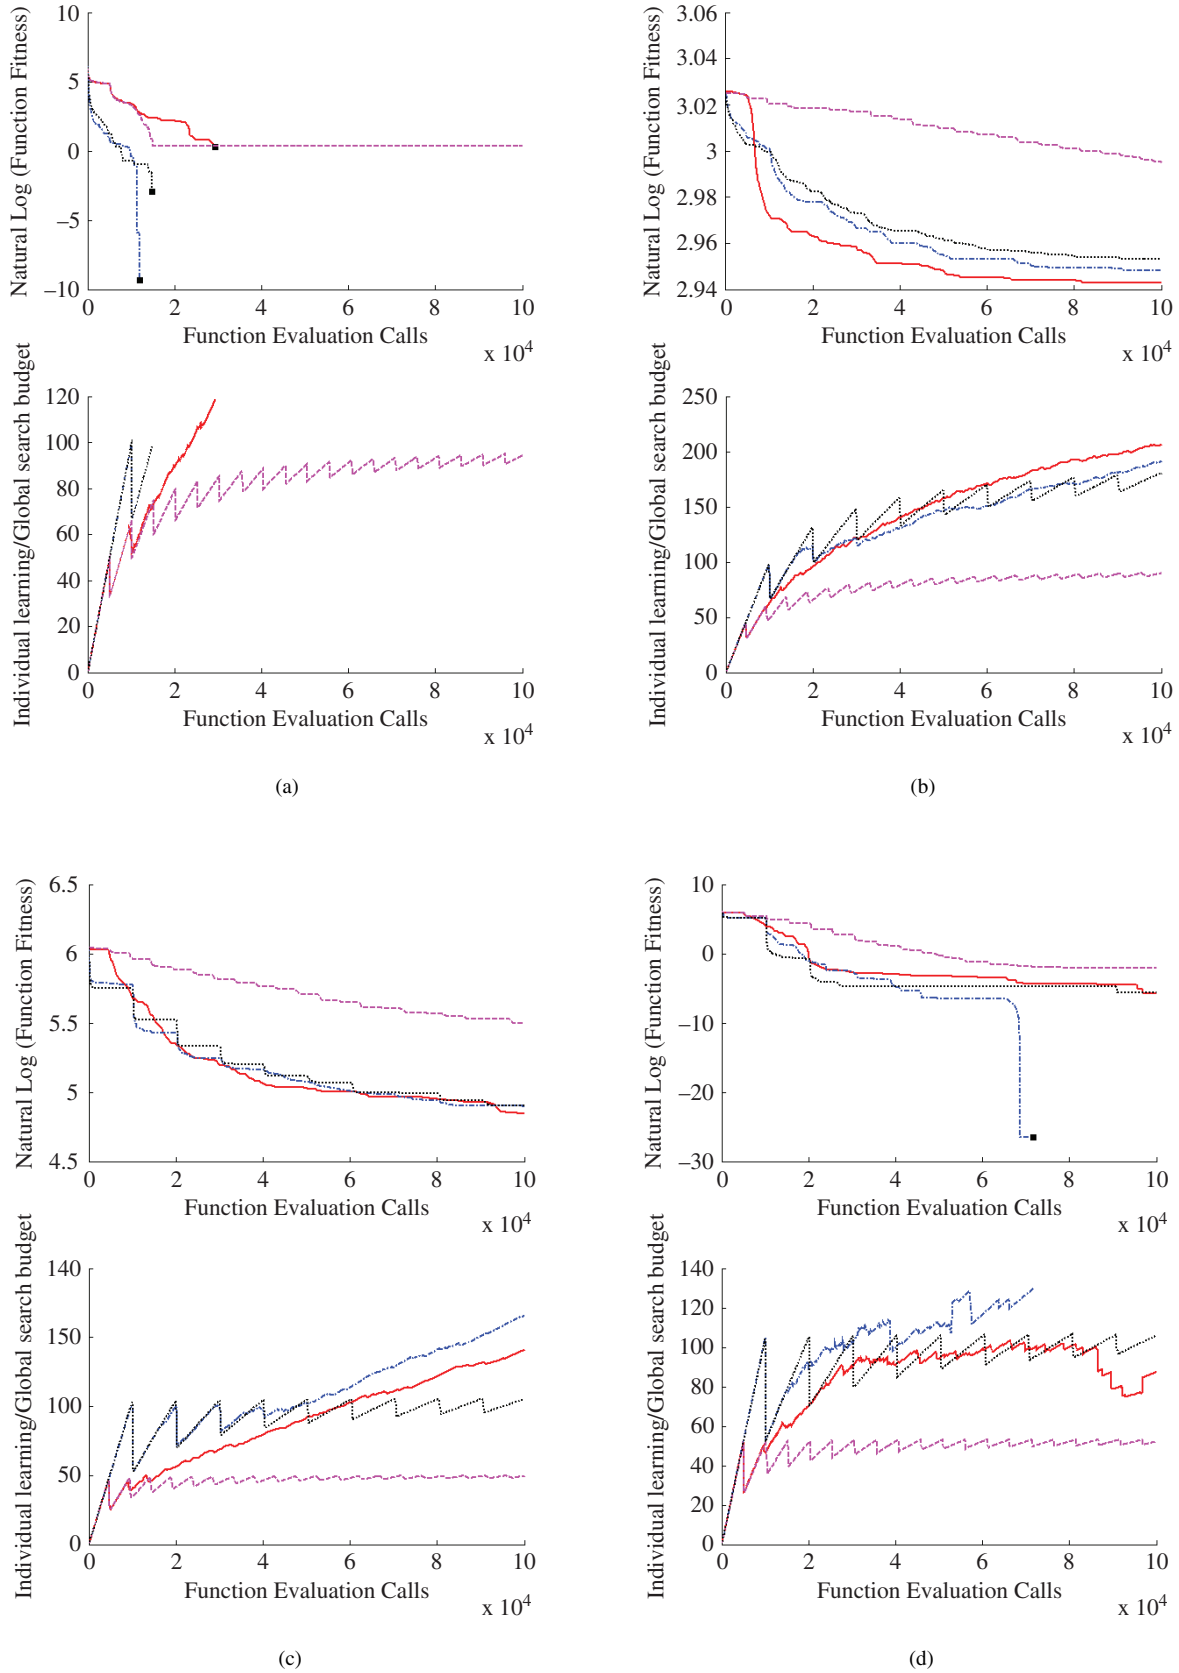 Natural Log (Function Fitness)
10
5
0
−5
−10
0 2 4 6 8 10
Function Evaluation Calls
x 10^4
Natural Log (Function Fitness)
3.06
3.04
3.02
3
2.98
2.96
2.94
0 2 4 6 8 10
Function Evaluation Calls
x 10^4
Individual learning/Global search budget
120
100
80
60
40
20
0
0 2 4 6 8 10
Function Evaluation Calls
x 10^4
(a)
Individual learning/Global search budget
250
200
150
100
50
0
0 2 4 6 8 10
Function Evaluation Calls
x 10^4
(b)
Natural Log (Function Fitness)
6.5
6
5.5
5
4.5
0 2 4 6 8 10
Function Evaluation Calls
x 10^4
Natural Log (Function Fitness)
10
0
−10
−20
−30
0 2 4 6 8 10
Function Evaluation Calls
x 10^4
Individual learning/Global search budget
140
150
100
50
0
0 2 4 6 8 10
Function Evaluation Calls
x 10^4
(c)
Individual learning/Global search budget
140
120
100
80
60
40
20
0
0 2 4 6 8 10
Function Evaluation Calls
x 10^4
(d)